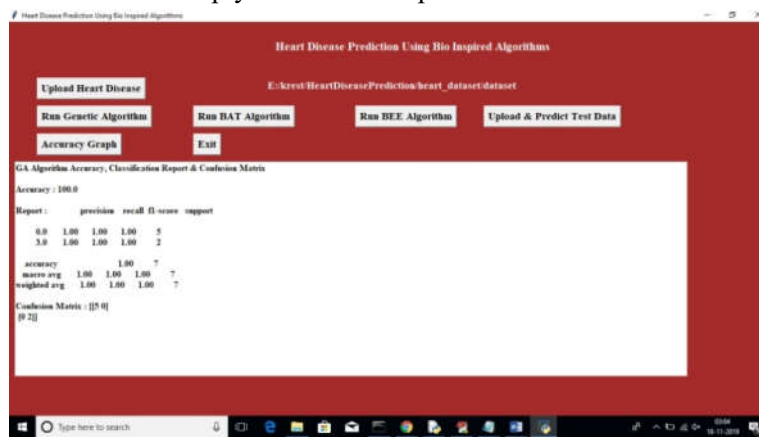 Heart Disease Prediction Using Bio Inspired Algorithms
Heart Disease Prediction Using Bio Inspired Algorithms
Upload Heart Disease
E:/krest/HeartDiseasePrediction/heart_dataset/dataset
Run Genetic Algorithm
Run BAT Algorithm
Run BEE Algorithm
Upload & Predict Test Data
Accuracy Graph
Exit
GA Algorithm Accuracy, Classification Report & Confusion Matrix
Accuracy : 100.0
Report : precision recall f1-score support
0.0 1.00 1.00 1.00 5
3.0 1.00 1.00 1.00 2
accuracy 1.00 7
macro avg 1.00 1.00 1.00 7
weighted avg 1.00 1.00 1.00 7
Confusion Matrix : [[5 0]
[0 2]]
Type here to search
03:04
18-11-2019